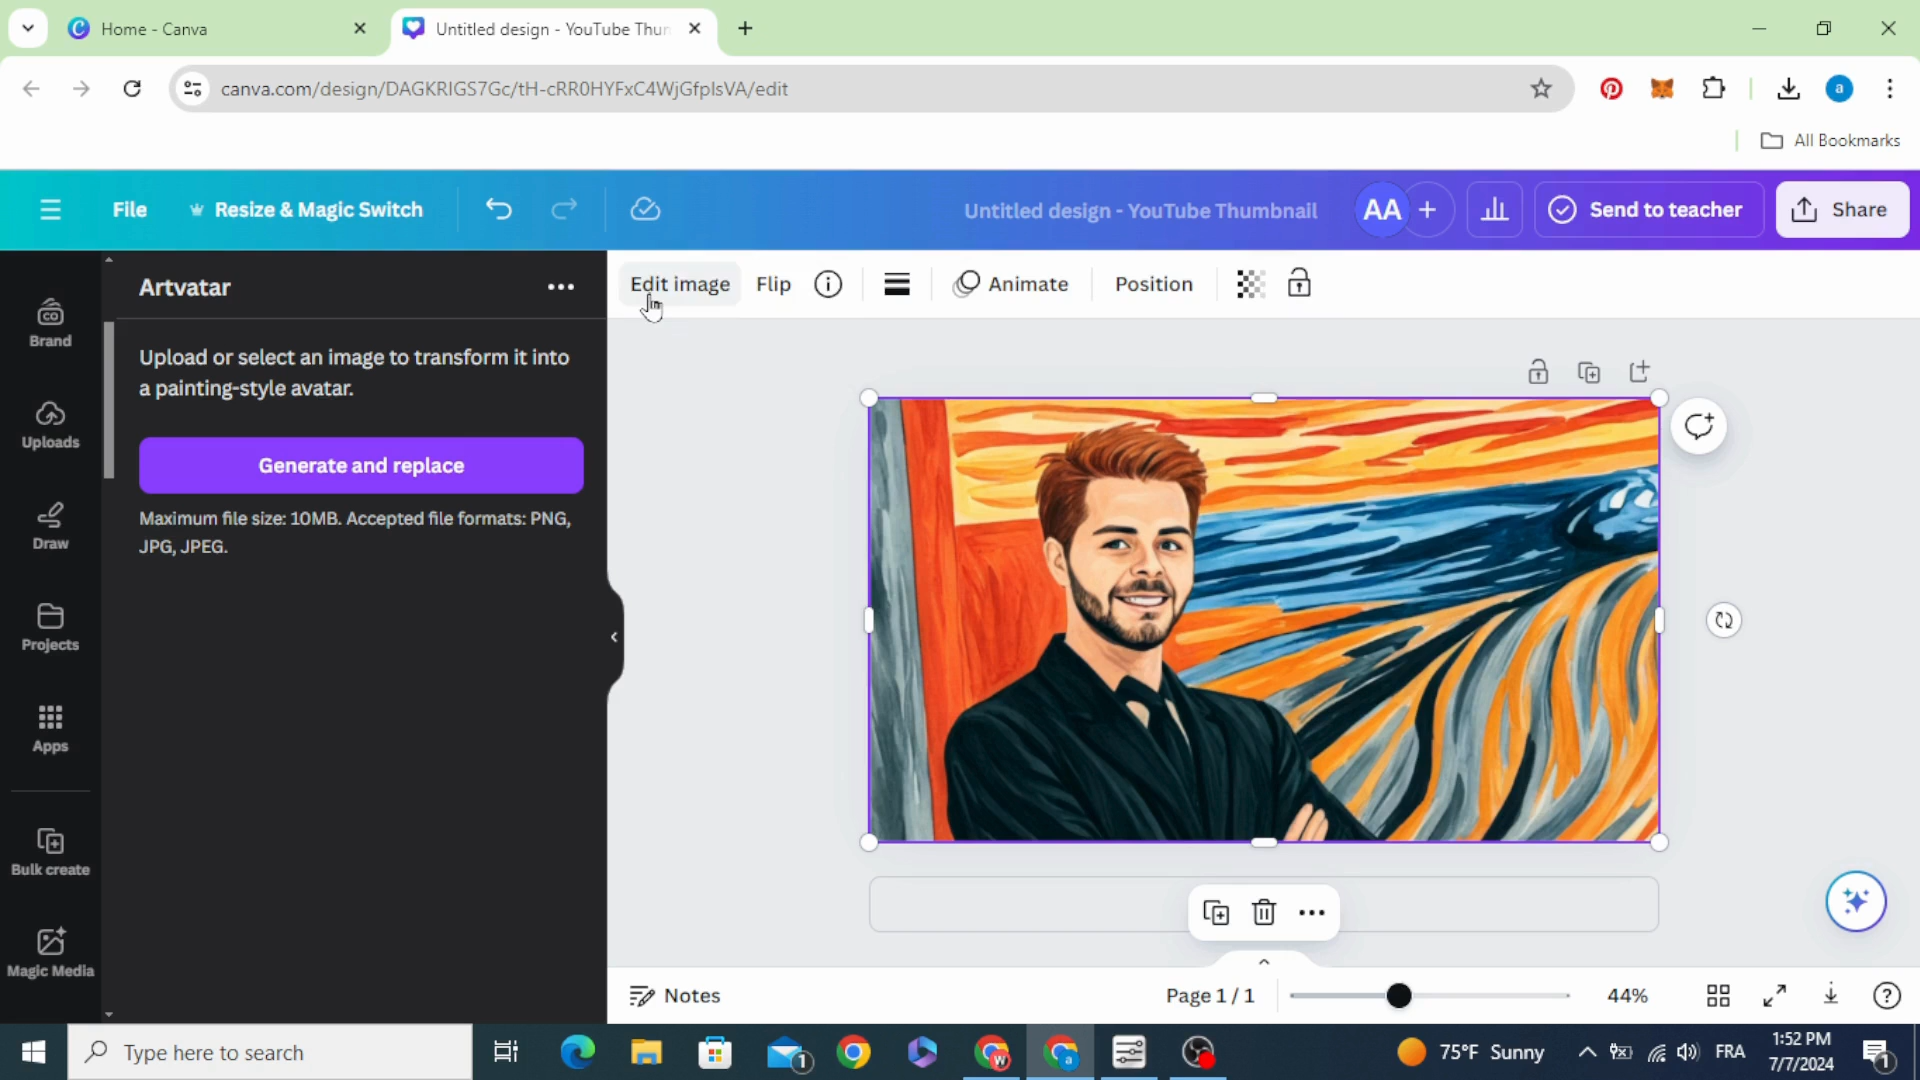 Home - Canva
Untitled design - YouTube Thun
canva.com/design/DAGKRIGS7Gc/tH-cRR0HYFxC4WjGfplsVA/edit
a
All Bookmarks
File
Resize & Magic Switch
Untitled design - YouTube Thumbnail
AA
Send to teacher
Share
Artvatar
Edit image
Flip
Animate
Position
Brand
Upload or select an image to transform it into
a painting-style avatar.
Uploads
Generate and replace
Maximum file size: 10MB. Accepted file formats: PNG,
JPG, JPEG.
Draw
Projects
Apps
Bulk create
Magic Media
Notes
Page 1 / 1
44%
Type here to search
1
75°F Sunny
FRA
1:52 PM
7/7/2024
1